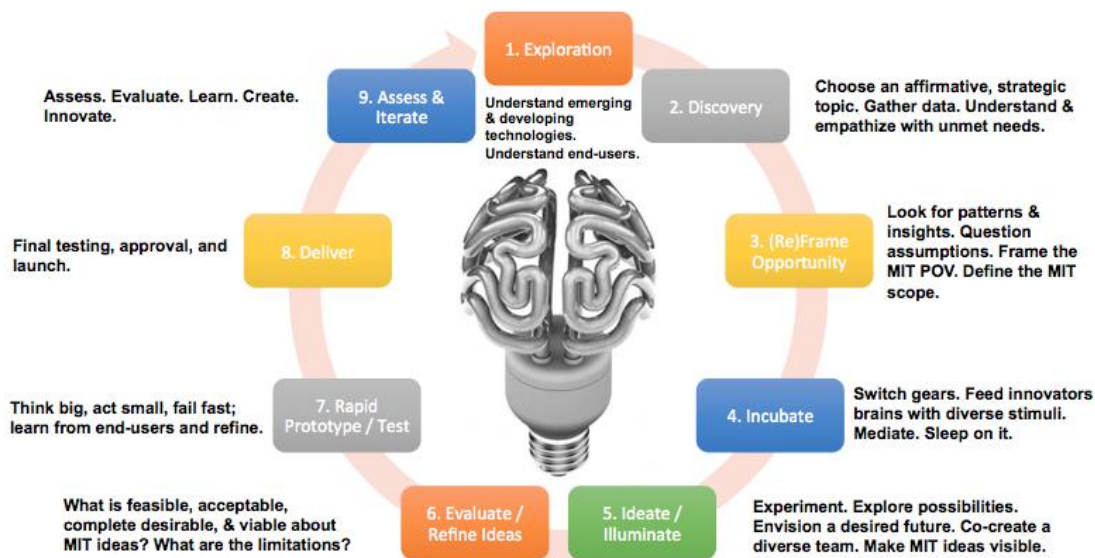 1. Exploration
Understand emerging
& developing
technologies.
Understand end-users.
2. Discovery
Choose an affirmative, strategic
topic. Gather data. Understand &
empathize with unmet needs.
3. (Re)Frame
Opportunity
Look for patterns &
insights. Question
assumptions. Frame the
MIT POV. Define the MIT
scope.
4. Incubate
Switch gears. Feed innovators
brains with diverse stimuli.
Mediate. Sleep on it.
5. Ideate /
Illuminate
Experiment. Explore possibilities.
Envision a desired future. Co-create a
diverse team. Make MIT ideas visible.
6. Evaluate /
Refine Ideas
What is feasible, acceptable,
complete desirable, & viable about
MIT ideas? What are the limitations?
7. Rapid
Prototype / Test
Think big, act small, fail fast;
learn from end-users and refine.
8. Deliver
Final testing, approval, and
launch.
9. Assess &
Iterate
Assess. Evaluate. Learn. Create.
Innovate.